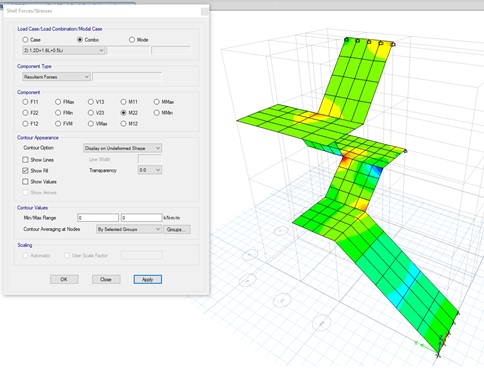 Shell Forces/Stresses
Load Case/Load Combination/Modal Case
Case Combo Mode
2) 1.2D+1.6L+0.5Lr
Component Type
Resultant Forces
Component
F11 FMax V13 M11 MMax
F22 FMin V23 M22 MMin
F12 FVM VMax M12
Contour Appearance
Contour Option Display on Undeformed Shape
Show Lines Line Width
Show Fill Transparency 0.0
Show Values
Show Arrows
Contour Values
Min/Max Range 0 0 kN-m/m
Contour Averaging at Nodes By Selected Groups Groups...
Scaling
Automatic User Scale Factor
OK Close Apply